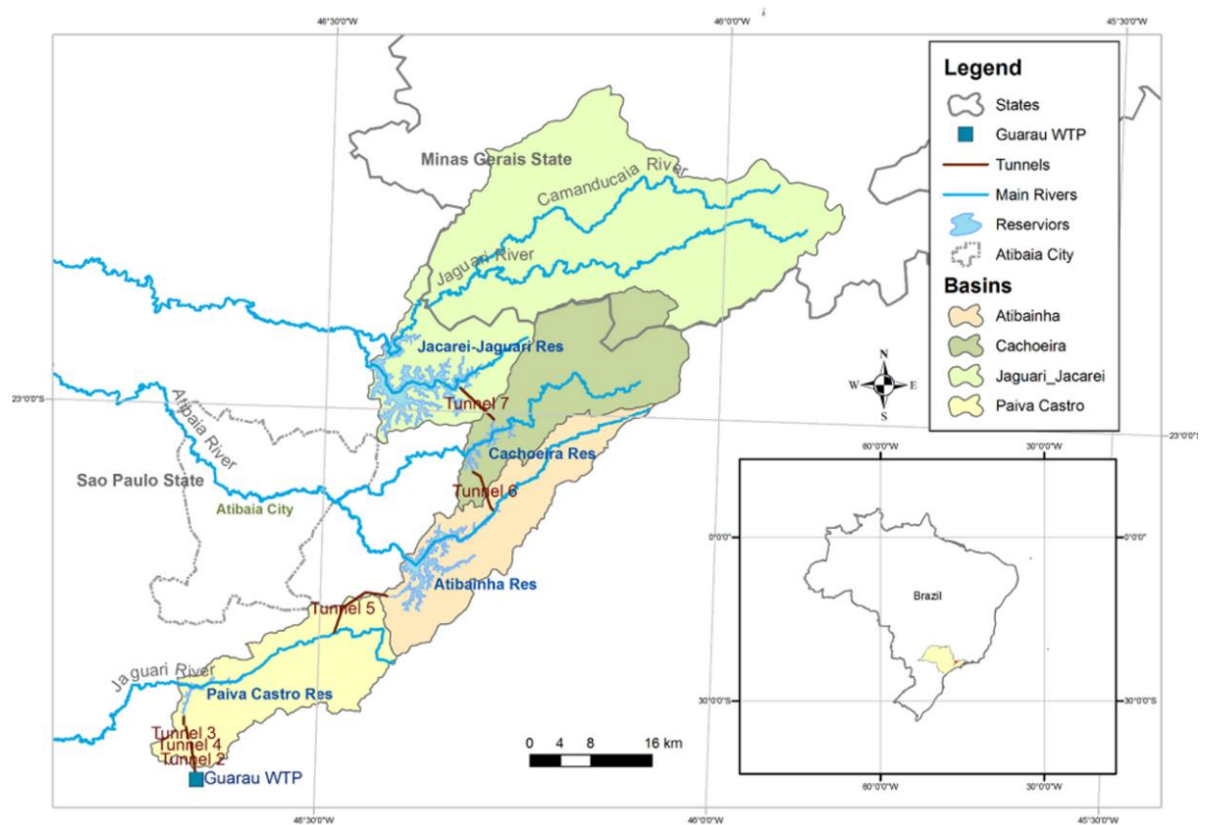 46°30'0"W
46°0'0"W
45°30'0"W
Legend
States
Guarau WTP
Tunnels
Main Rivers
Reserviors
Atibaia City
Basins
Atibainha
Cachoeira
Jaguari_Jacarei
Paiva Castro
Minas Gerais State
Camanducaia River
Jaguari River
Jacarei-Jaguari Res
N
W
E
S
23°0'0"S
Tunnel 7
23°0'0"S
Atibaia River
Cachoeira Res
Sao Paulo State
Tunnel 6
Atibaia City
Atibainha Res
Tunnel 5
Jaguari River
Paiva Castro Res
Tunnel 3
Tunnel 4
Tunnel 2
Guarau WTP
0 4 8 16 km
60°0'0"W
30°0'0"W
0°0'0"
0°0'0"
Brazil
30°0'0"S
30°0'0"S
60°0'0"W
30°0'0"W
46°30'0"W
46°0'0"W
45°30'0"W